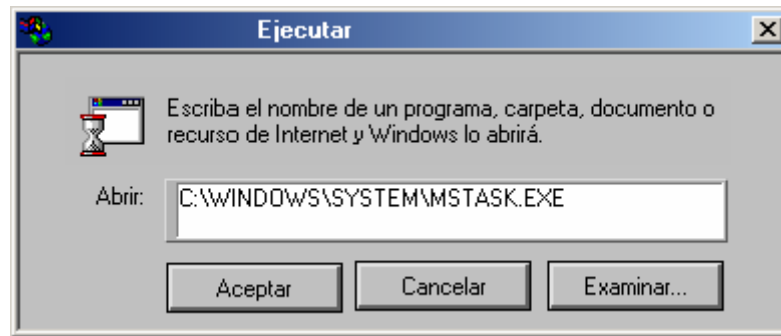 Ejecutar
Escriba el nombre de un programa, carpeta, documento o
recurso de Internet y Windows lo abrirá.
Abrir:
C:\WINDOWS\SYSTEM\MSTASK.EXE
Aceptar
Cancelar
Examinar...